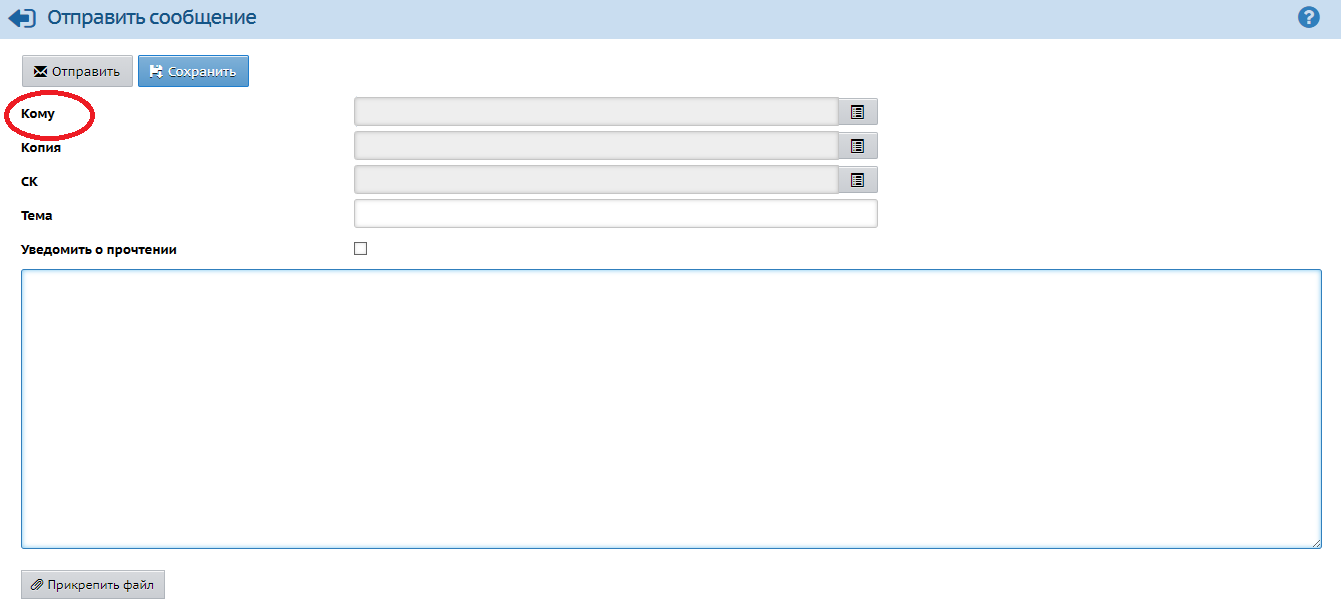 Отправить сообщение
Отправить Сохранить
Кому
Копия
СК
Тема
Уведомить о прочтении
Прикрепить файл